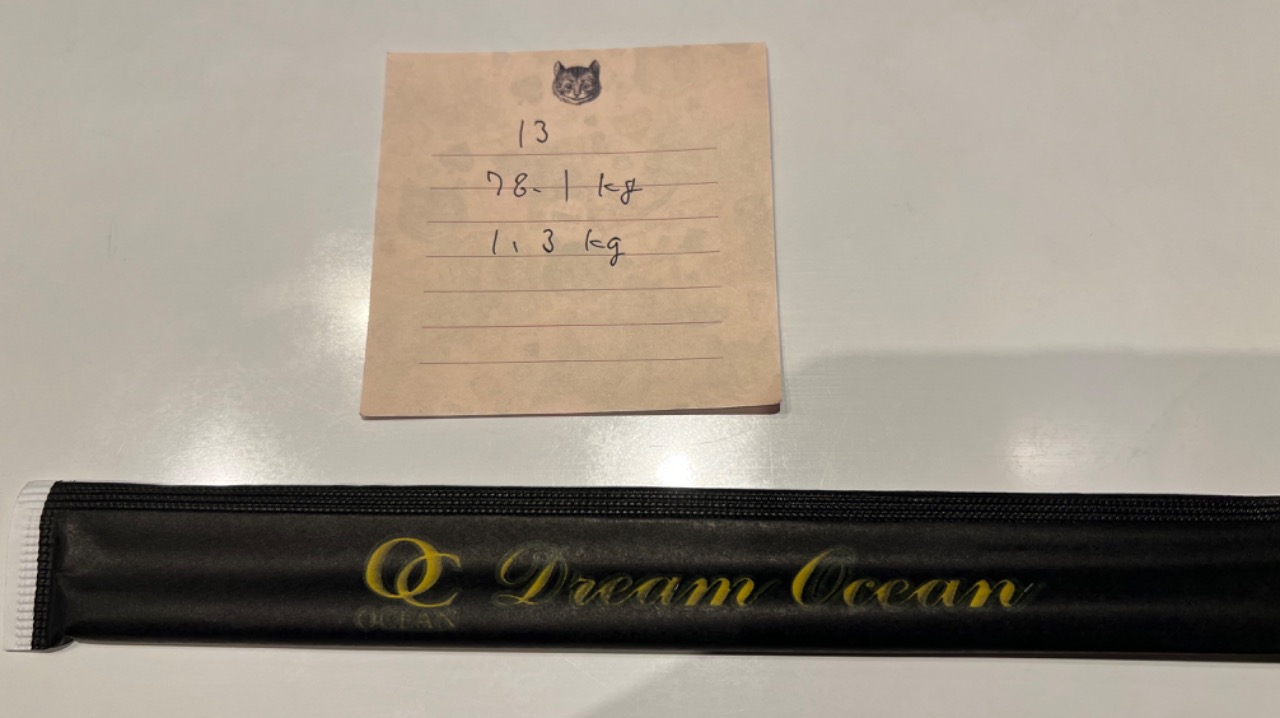 13
78.1 kg
1.3 kg
OC Dream Ocean
OCEAN